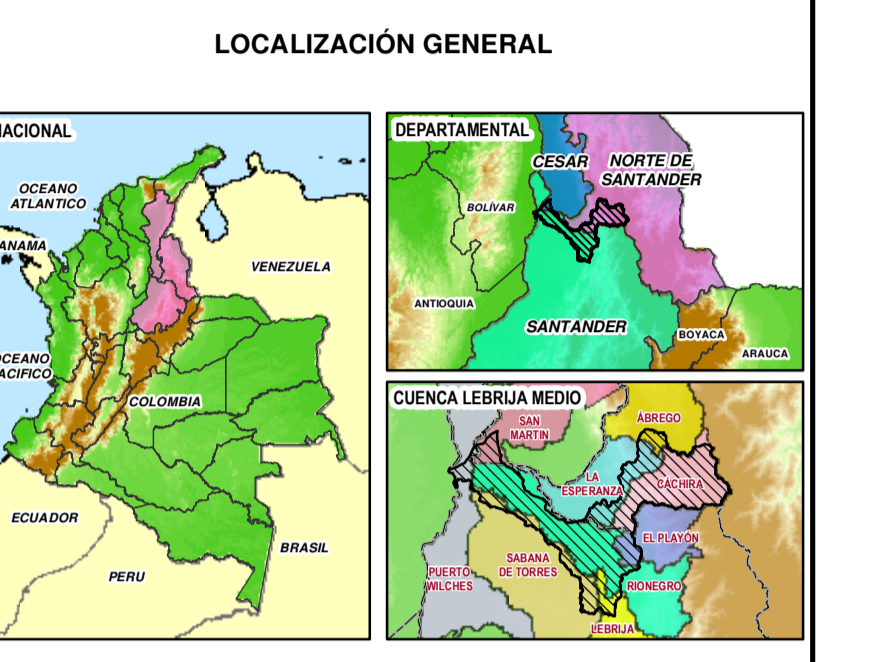 LOCALIZACIÓN GENERAL
NACIONAL
OCEANO
ATLANTICO
PANAMA
VENEZUELA
OCEANO
PACIFICO
COLOMBIA
ECUADOR
BRASIL
PERU
DEPARTAMENTAL
CESAR
NORTE DE
SANTANDER
BOLÍVAR
ANTIOQUIA
SANTANDER
BOYACA
ARAUCA
CUENCA LEBRIJA MEDIO
SAN
MARTIN
ÁBREGO
LA
ESPERANZA
CÁCHIRA
EL PLAYÓN
SABANA
DE TORRES
PUERTO
WILCHES
RIONEGRO
LEBRIJA